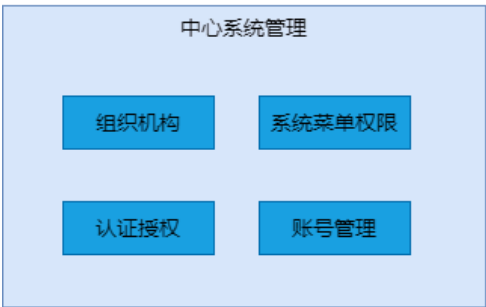 中心系统管理
组织机构
系统菜单权限
认证授权
账号管理